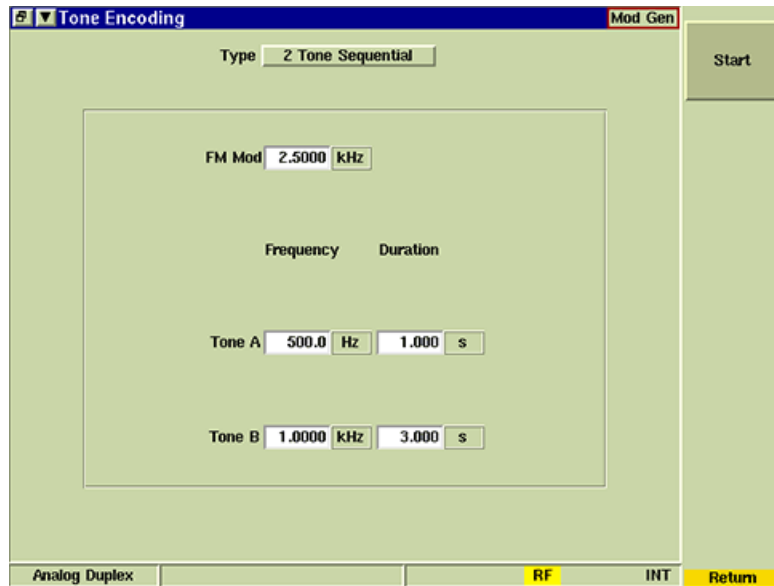 Tone Encoding Mod Gen
Type 2 Tone Sequential
Start
FM Mod 2.5000 kHz
Frequency Duration
Tone A 500.0 Hz 1.000 s
Tone B 1.0000 kHz 3.000 s
Analog Duplex RF INT Return